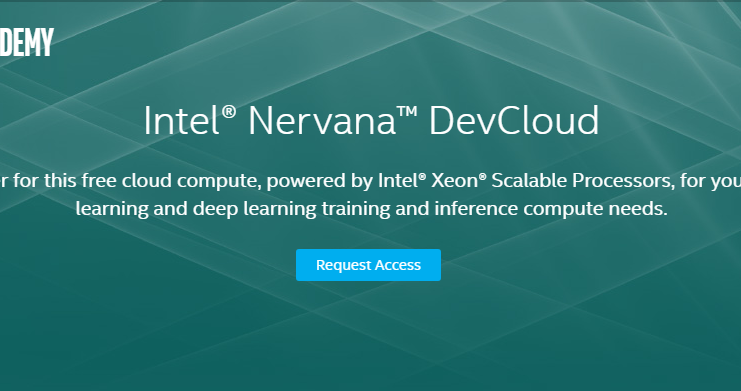 DEMY
Intel® Nervana™ DevCloud
r for this free cloud compute, powered by Intel® Xeon® Scalable Processors, for you
learning and deep learning training and inference compute needs.
Request Access